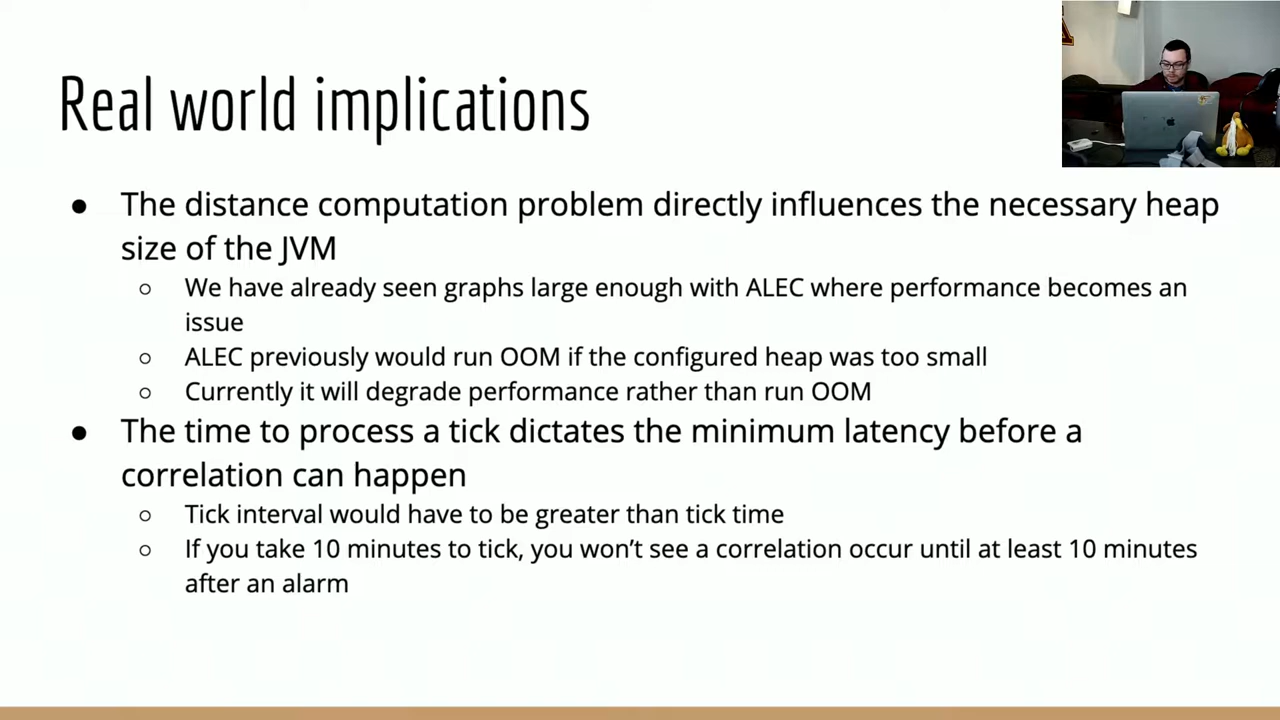 Real world implications
● The distance computation problem directly influences the necessary heap
size of the JVM
○ We have already seen graphs large enough with ALEC where performance becomes an
issue
○ ALEC previously would run OOM if the configured heap was too small
○ Currently it will degrade performance rather than run OOM
● The time to process a tick dictates the minimum latency before a
correlation can happen
○ Tick interval would have to be greater than tick time
○ If you take 10 minutes to tick, you won’t see a correlation occur until at least 10 minutes
after an alarm